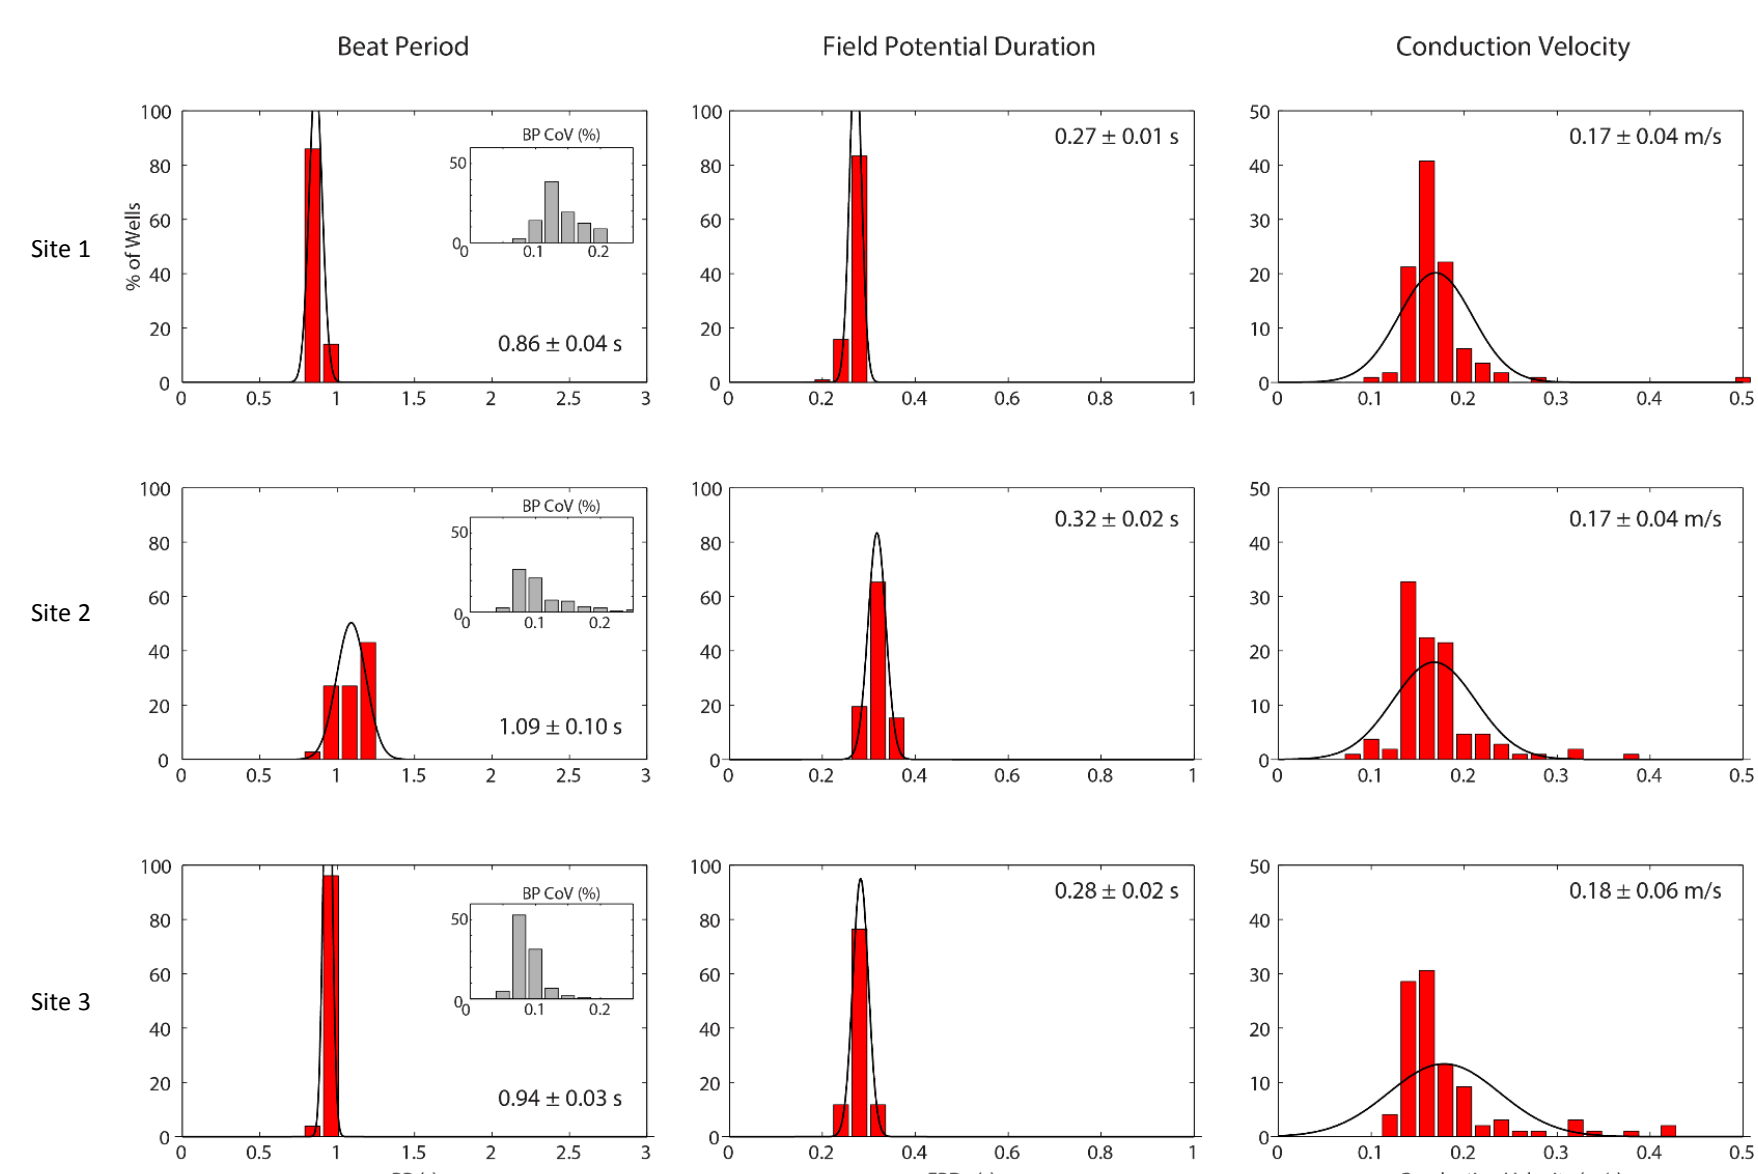 Beat Period
Field Potential Duration
Conduction Velocity
Site 1
% of Wells
100
80
60
40
20
0
0 0.5 1 1.5 2 2.5 3
BP CoV (%)
50
0
0 0.1 0.2
0.86 ± 0.04 s
100
80
60
40
20
0
0 0.2 0.4 0.6 0.8 1
0.27 ± 0.01 s
50
40
30
20
10
0
0 0.1 0.2 0.3 0.4 0.5
0.17 ± 0.04 m/s
Site 2
100
80
60
40
20
0
0 0.5 1 1.5 2 2.5 3
BP CoV (%)
50
0
0 0.1 0.2
1.09 ± 0.10 s
100
80
60
40
20
0
0 0.2 0.4 0.6 0.8 1
0.32 ± 0.02 s
50
40
30
20
10
0
0 0.1 0.2 0.3 0.4 0.5
0.17 ± 0.04 m/s
Site 3
100
80
60
40
20
0
0 0.5 1 1.5 2 2.5 3
BP CoV (%)
50
0
0 0.1 0.2
0.94 ± 0.03 s
100
80
60
40
20
0
0 0.2 0.4 0.6 0.8 1
0.28 ± 0.02 s
50
40
30
20
10
0
0 0.1 0.2 0.3 0.4 0.5
0.18 ± 0.06 m/s